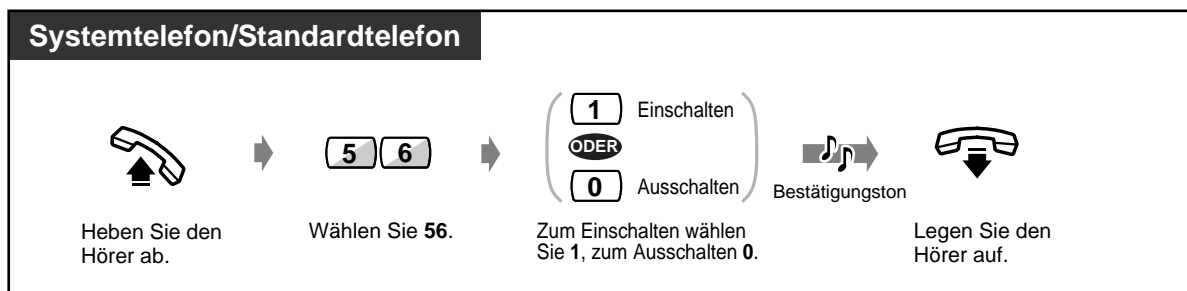 Systemtelefon/Standardtelefon
5 6
1 Einschalten
ODER
0 Ausschalten
Bestätigungston
Heben Sie den
Hörer ab.
Wählen Sie 56.
Zum Einschalten wählen
Sie 1, zum Ausschalten 0.
Legen Sie den
Hörer auf.